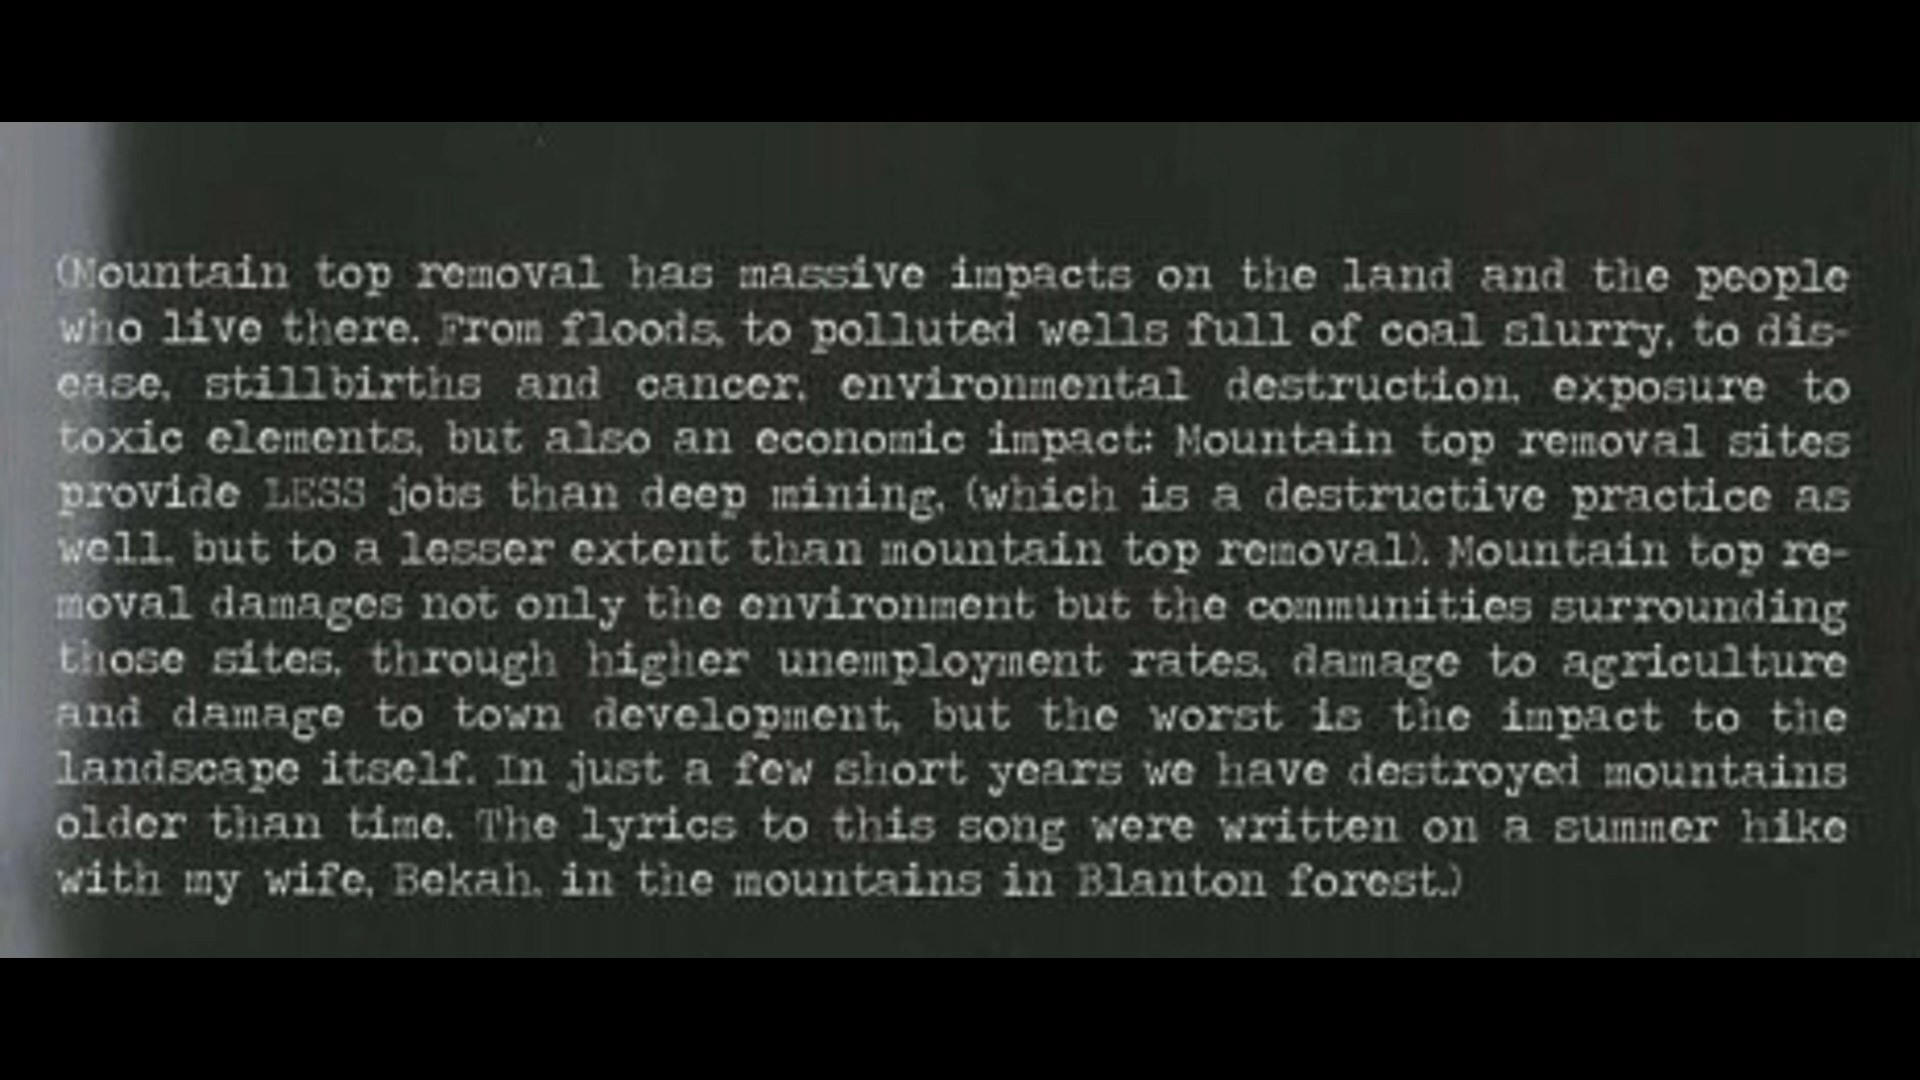 (Mountain top removal has massive impacts on the land and the people
who live there. From floods, to polluted wells full of coal slurry, to dis-
ease, stillbirths and cancer, environmental destruction, exposure to
toxic elements, but also an economic impact: Mountain top removal sites
provide LESS jobs than deep mining, (which is a destructive practice as
well, but to a lesser extent than mountain top removal). Mountain top re-
moval damages not only the environment but the communities surrounding
those sites, through higher unemployment rates, damage to agriculture
and damage to town development, but the worst is the impact to the
landscape itself. In just a few short years we have destroyed mountains
older than time. The lyrics to this song were written on a summer hike
with my wife, Bekah, in the mountains in Blanton forest.)